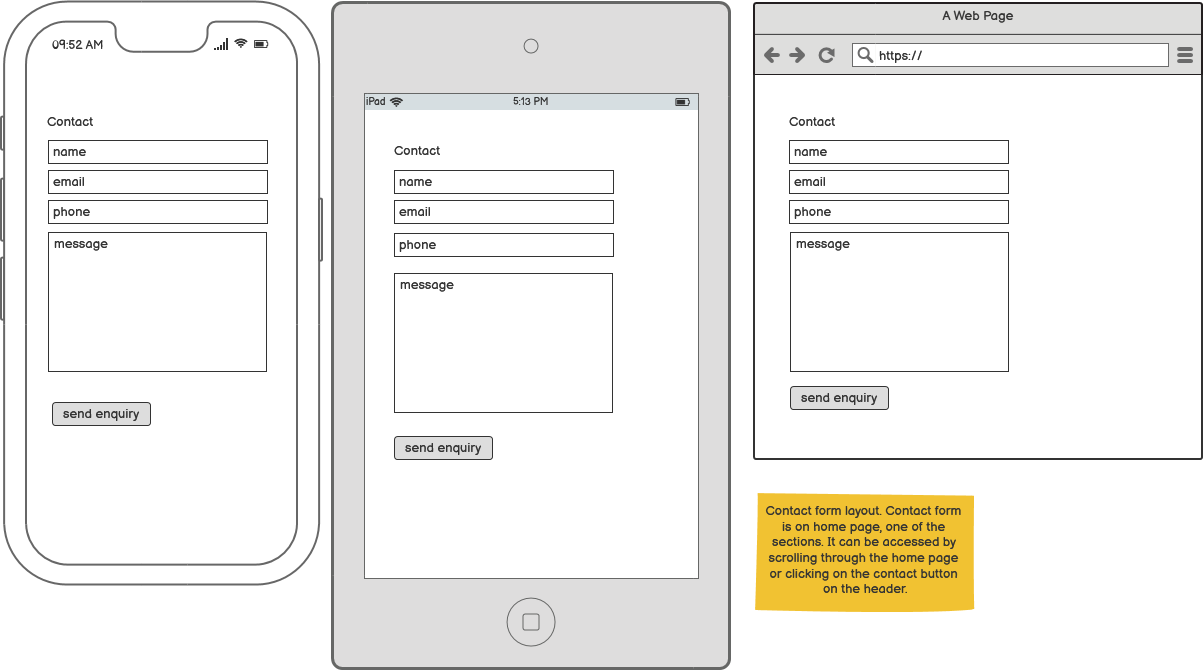 09:52 AM
Contact
name
email
phone
message
send enquiry
iPad
5:13 PM
Contact
name
email
phone
message
send enquiry
A Web Page
https://
Contact
name
email
phone
message
send enquiry
Contact form layout. Contact form
is on home page, one of the
sections. It can be accessed by
scrolling through the home page
or clicking on the contact button
on the header.